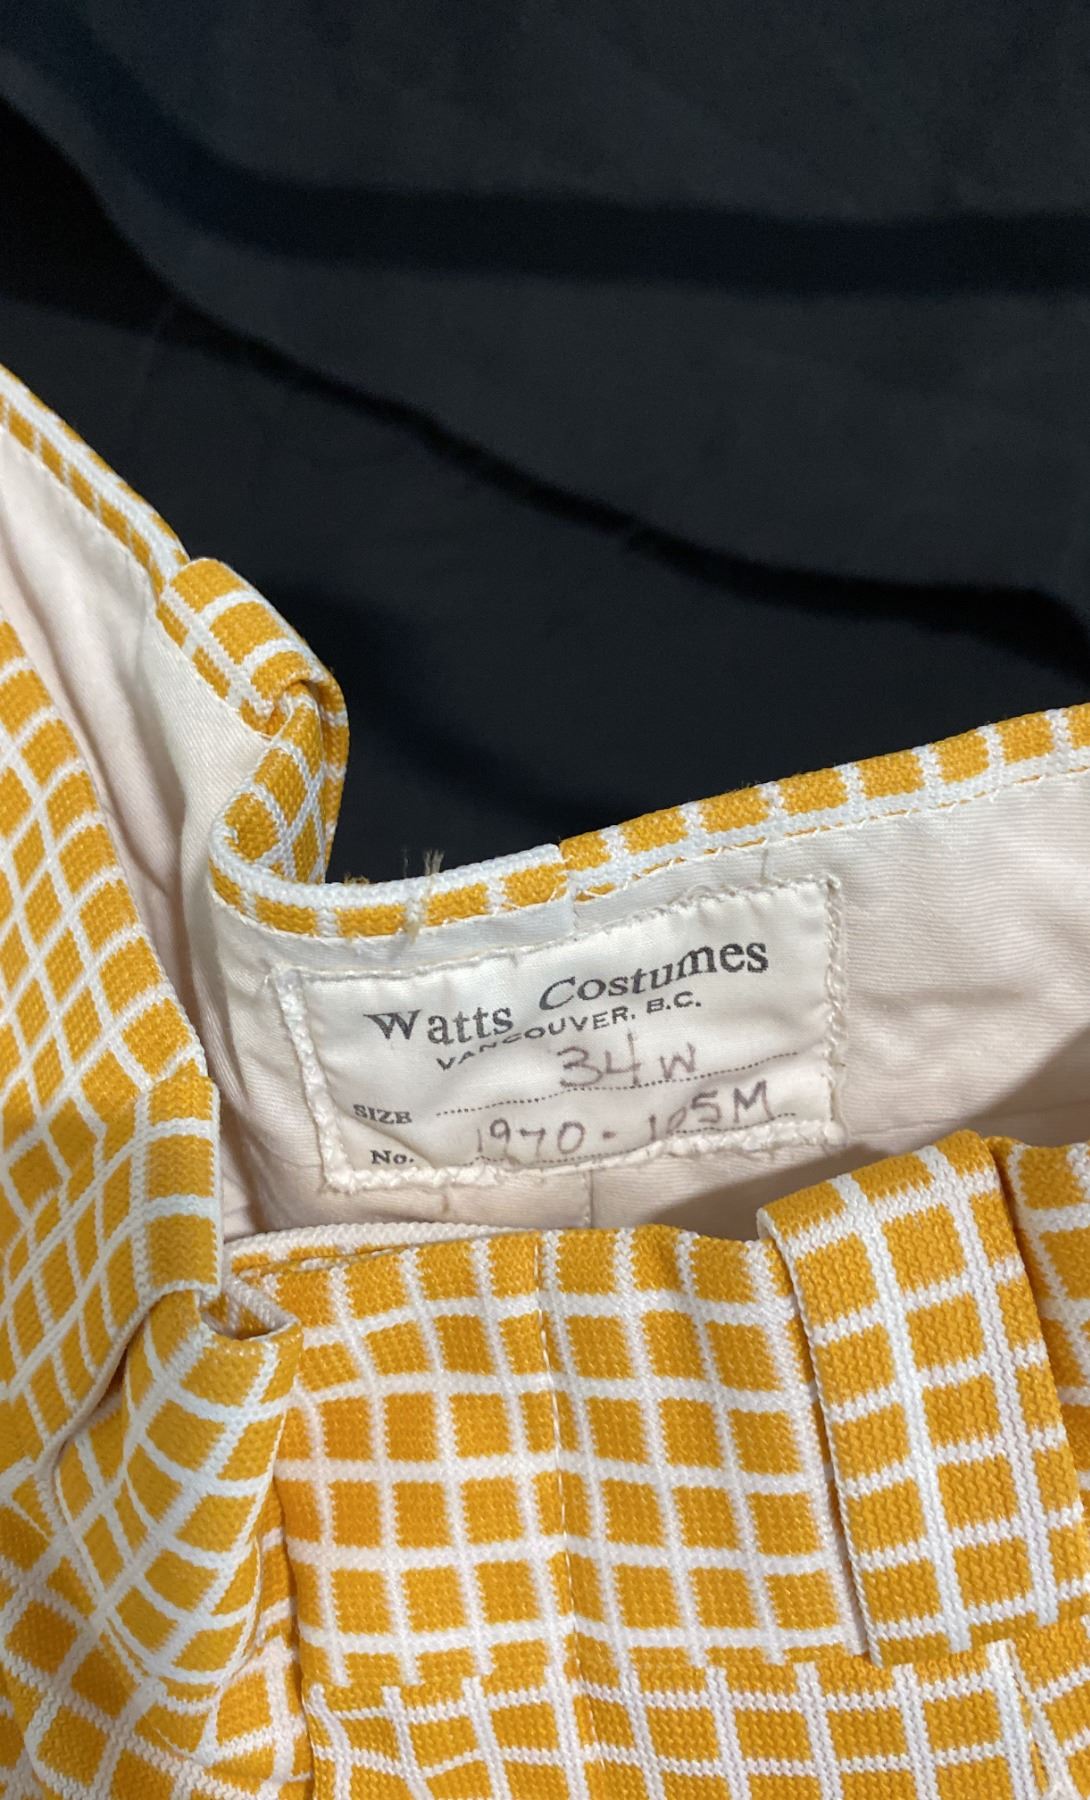 Watts Costumes
VANCOUVER, B.C.
SIZE 34W
No. 1970-105M